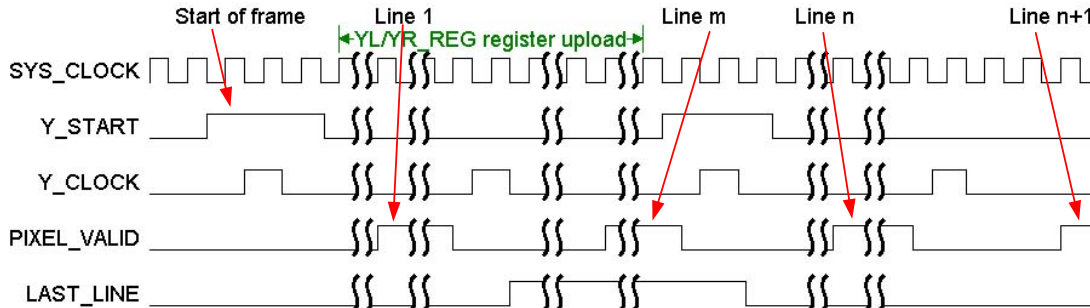 Start of frame Line 1 Line m Line n Line n+1
YL/YR_REG register upload
SYS_CLOCK
Y_START
Y_CLOCK
PIXEL_VALID
LAST_LINE